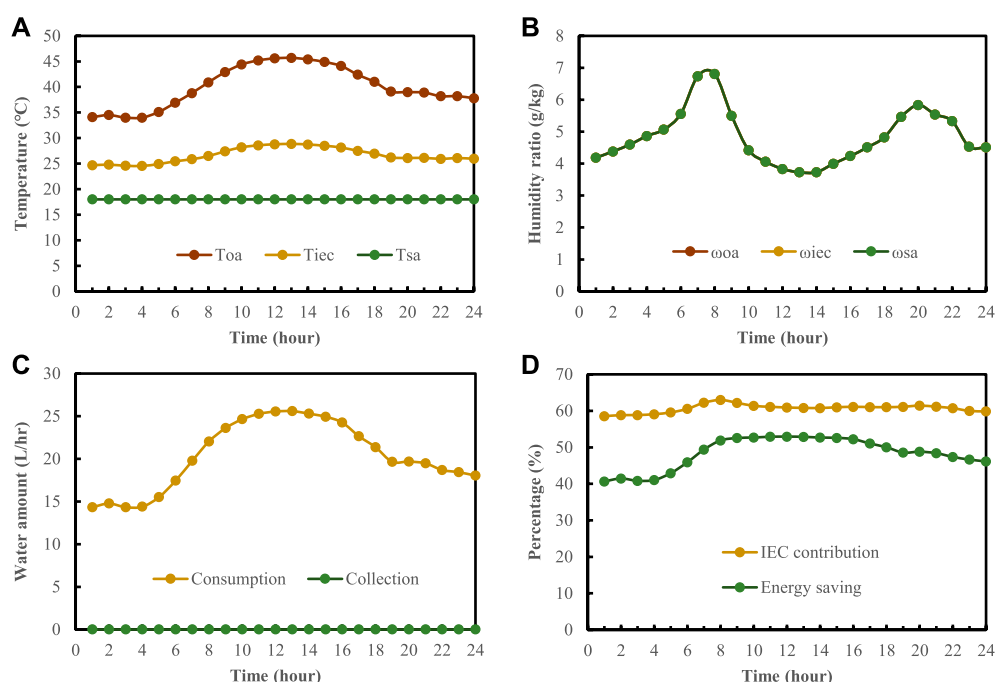 A
Temperature (℃)
50
45
40
35
30
25
20
15
10
5
0
Toa Tiec Tsa
0 2 4 6 8 10 12 14 16 18 20 22 24
Time (hour)
B
Humidity ratio (g/kg)
8
7
6
5
4
3
2
1
0
ωoa ωiec ωsa
0 2 4 6 8 10 12 14 16 18 20 22 24
Time (hour)
C
Water amount (L/hr)
30
25
20
15
10
5
0
Consumption Collection
0 2 4 6 8 10 12 14 16 18 20 22 24
Time (hour)
D
Percentage (%)
70
60
50
40
30
20
10
0
IEC contribution
Energy saving
0 2 4 6 8 10 12 14 16 18 20 22 24
Time (hour)